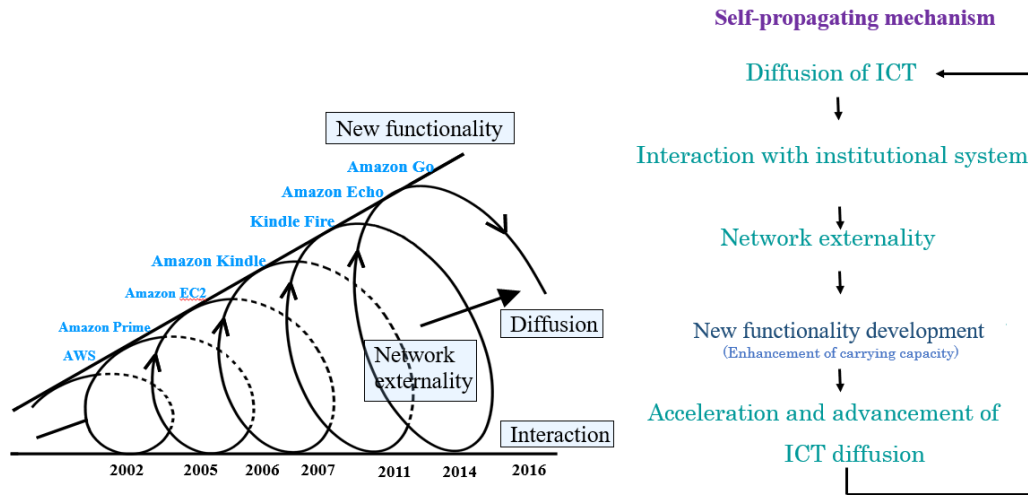 Self-propagating mechanism
New functionality
Amazon Go
Amazon Echo
Kindle Fire
Amazon Kindle
Amazon EC2
Amazon Prime
AWS
Network
externality
Diffusion
Interaction
2002
2005
2006
2007
2011
2014
2016
Diffusion of ICT
Interaction with institutional system
Network externality
New functionality development
(Enhancement of carrying capacity)
Acceleration and advancement of
ICT diffusion